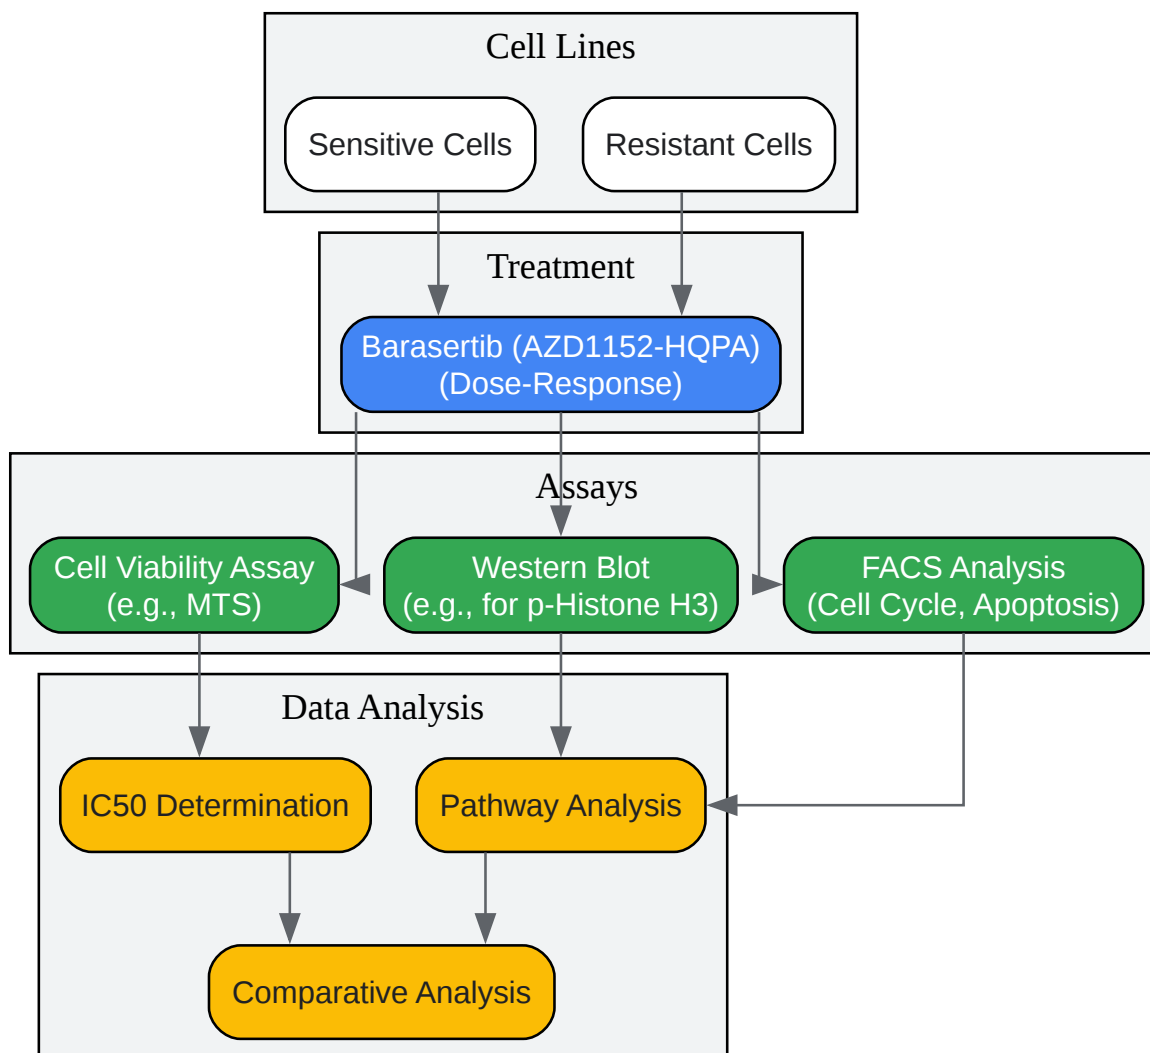 Cell Lines
Sensitive Cells
Resistant Cells
Treatment
Barasertib (AZD1152-HQPA)
(Dose-Response)
Assays
Cell Viability Assay
(e.g., MTS)
Western Blot
(e.g., for p-Histone H3)
FACS Analysis
(Cell Cycle, Apoptosis)
Data Analysis
IC50 Determination
Pathway Analysis
Comparative Analysis